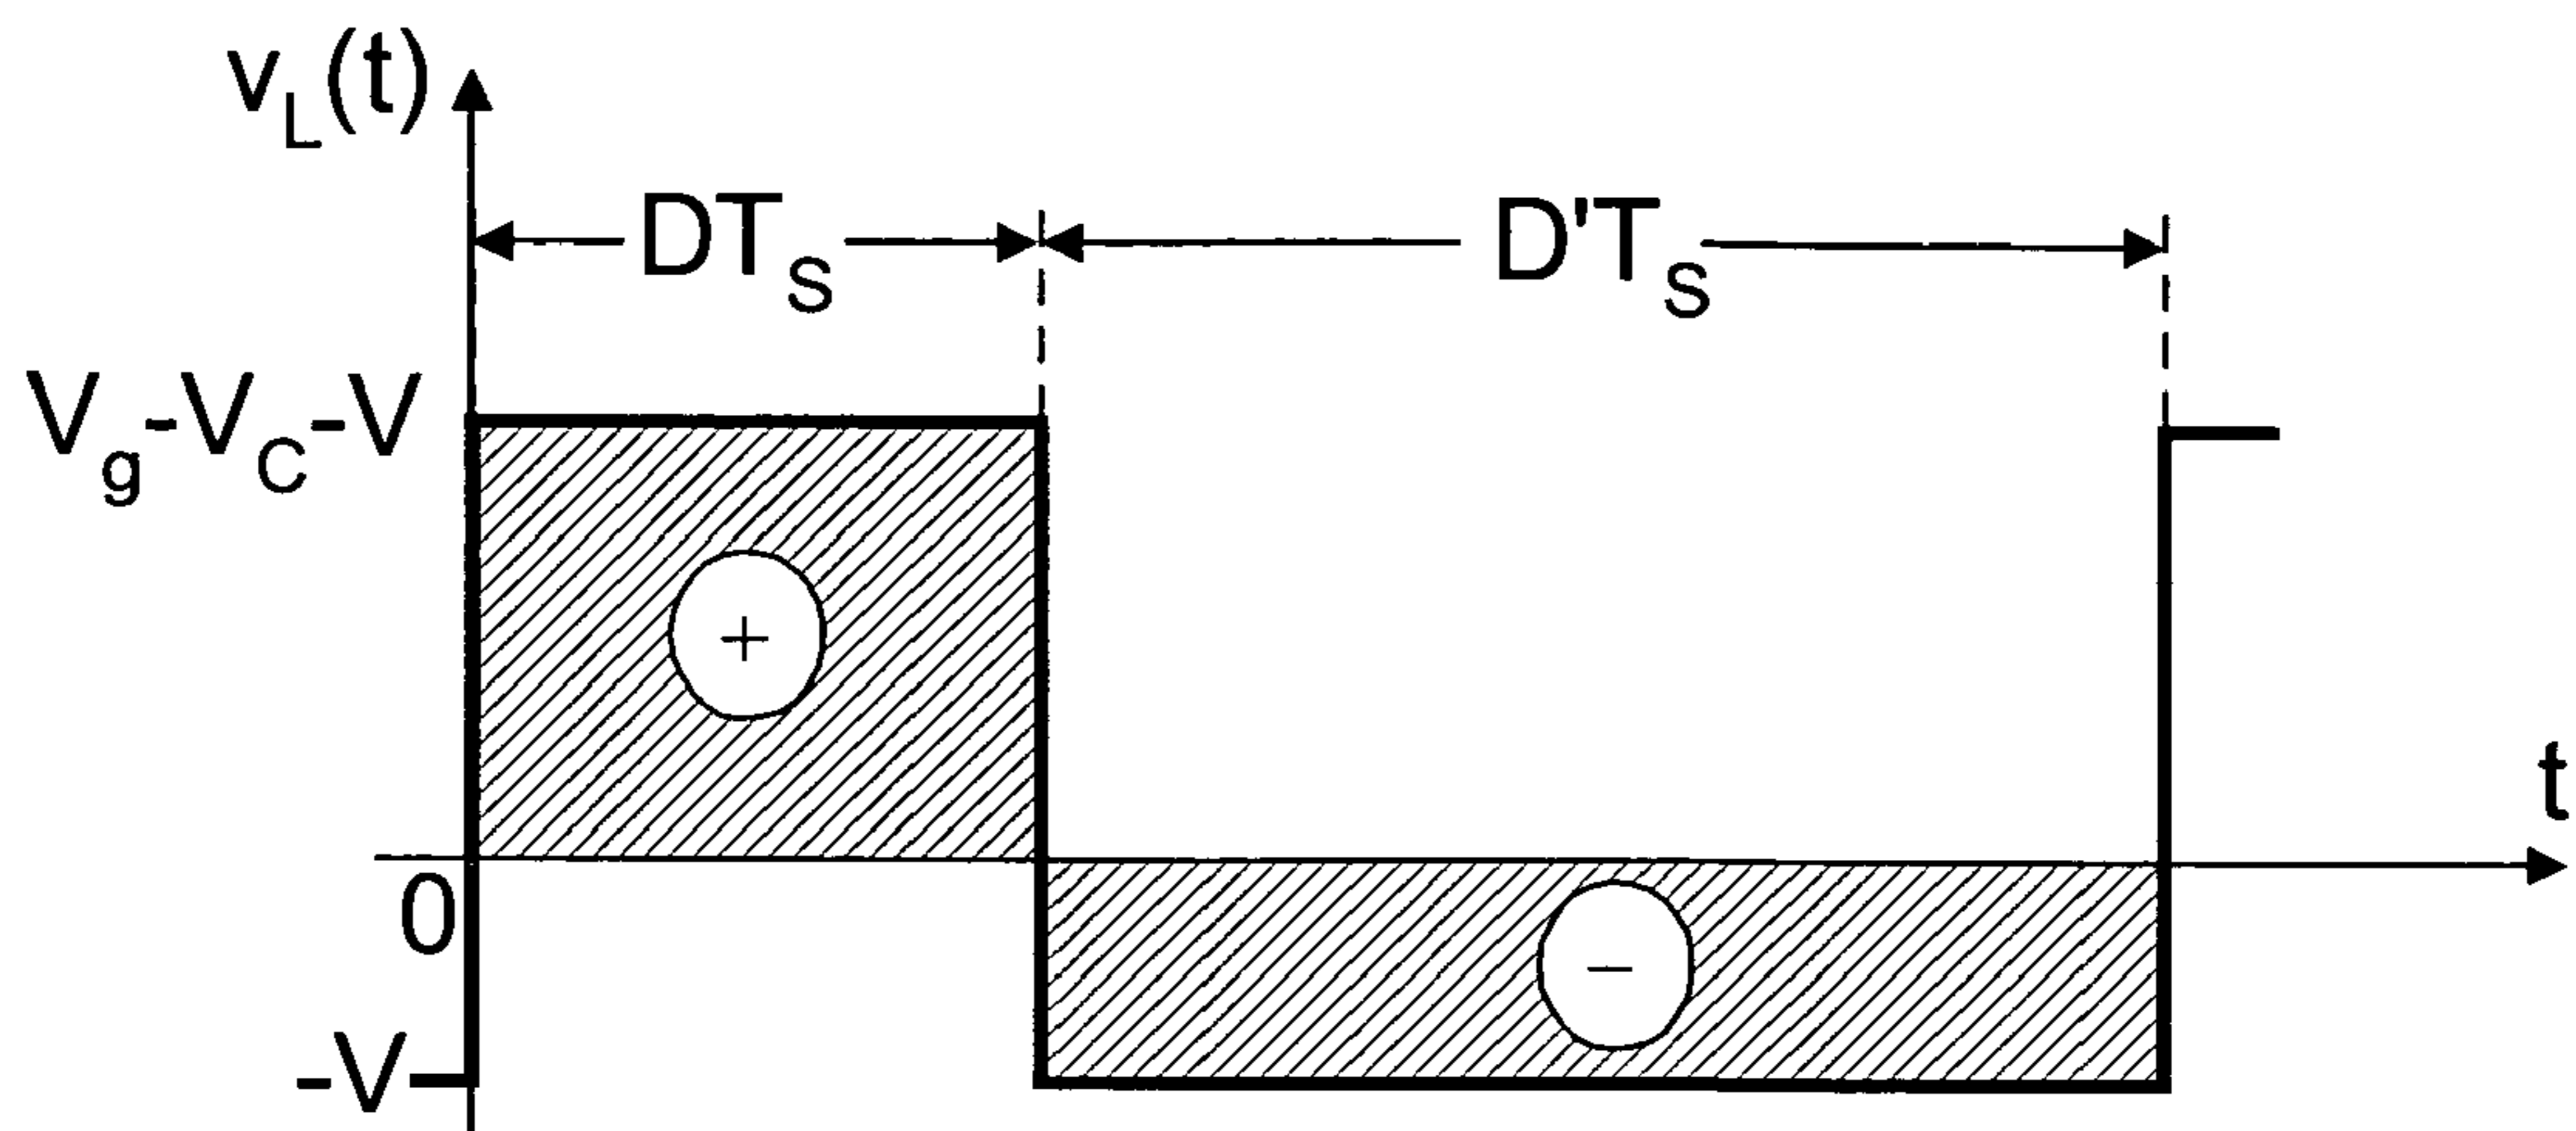 v_L(t)
DT_S D'T_S
V_g-V_C-V
+
t
0
−
-V